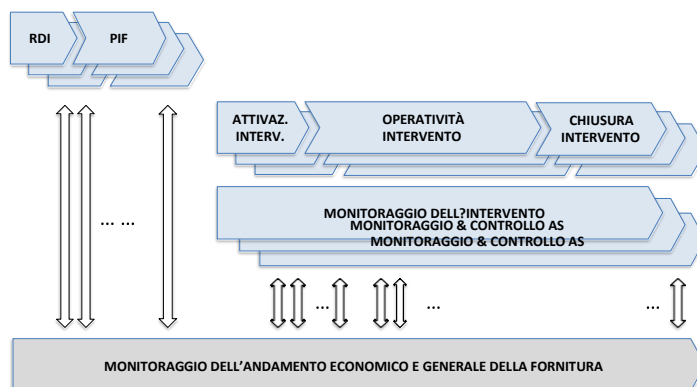 RDI
PIF
ATTIVAZ.
INTERV.
OPERATIVITÀ
INTERVENTO
CHIUSURA
INTERVENTO
MONITORAGGIO DELL?INTERVENTO
MONITORAGGIO & CONTROLLO AS
MONITORAGGIO & CONTROLLO AS
... ...
... ... ...
MONITORAGGIO DELL'ANDAMENTO ECONOMICO E GENERALE DELLA FORNITURA